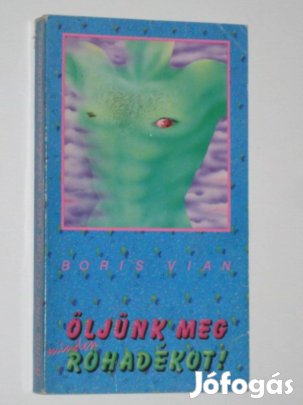 BORIS VIAN
ÖLJÜNK MEG
minden
ROHADÉKOT!
Jófogás